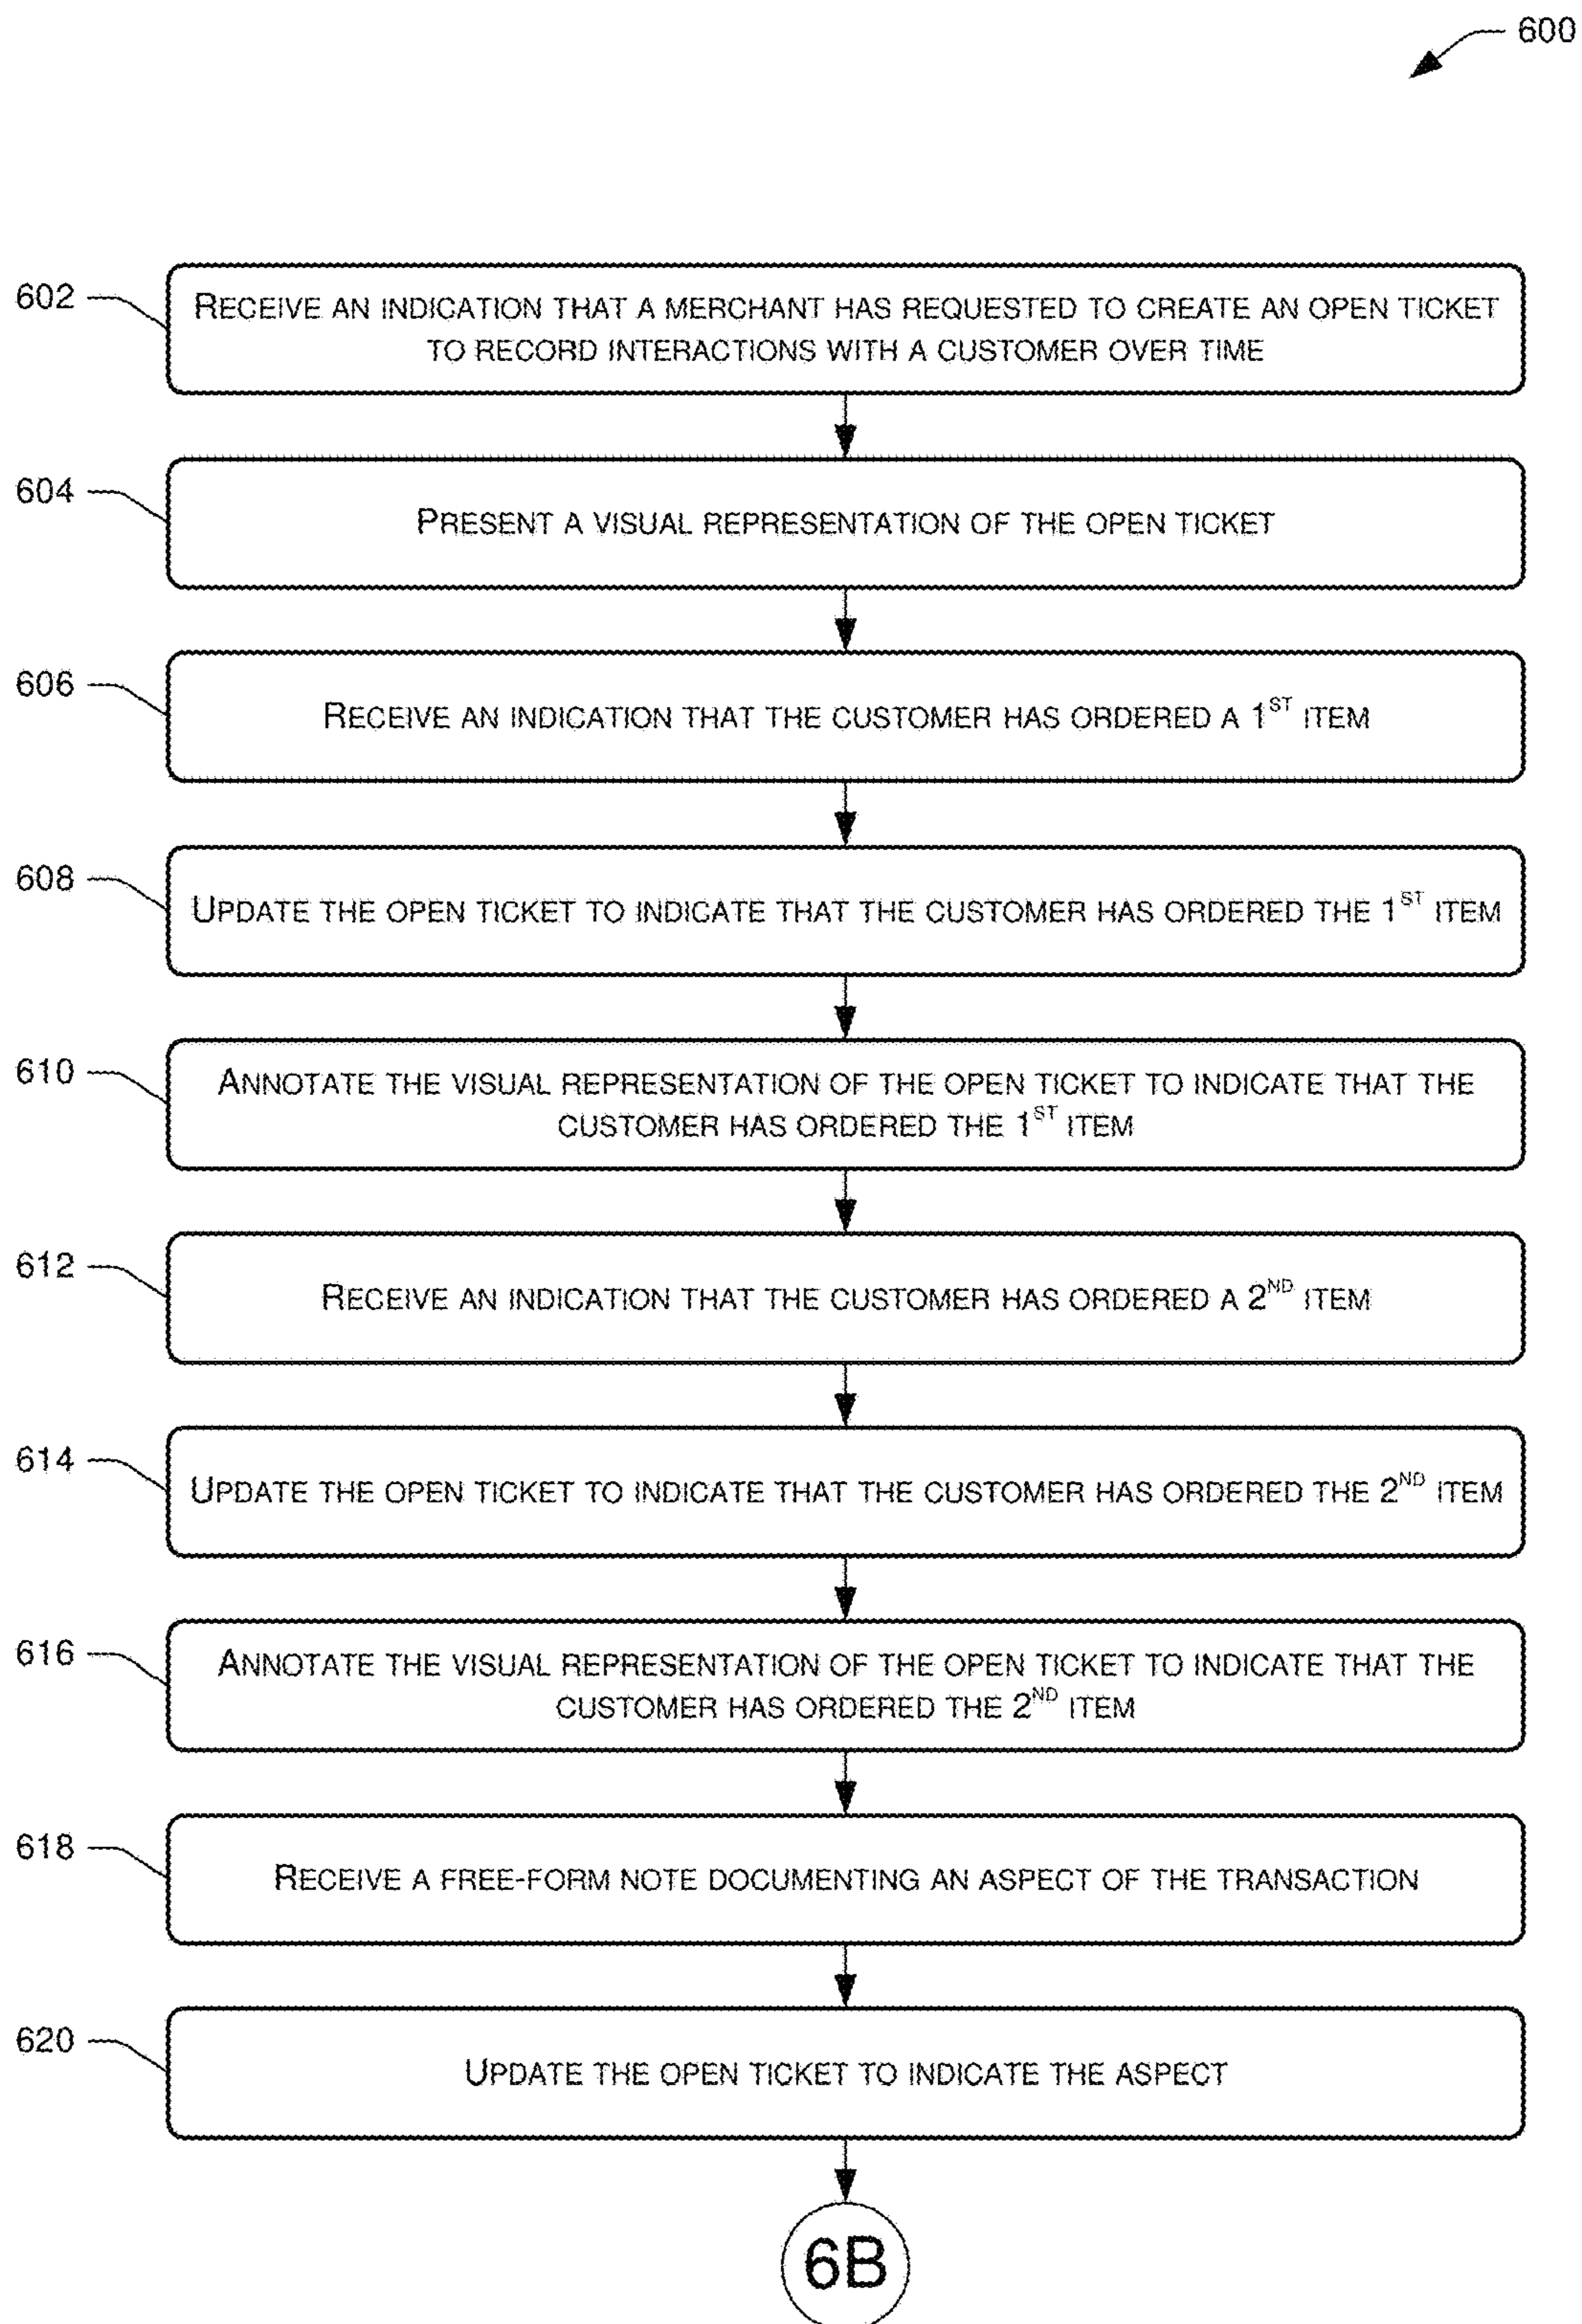 600
602
RECEIVE AN INDICATION THAT A MERCHANT HAS REQUESTED TO CREATE AN OPEN TICKET
TO RECORD INTERACTIONS WITH A CUSTOMER OVER TIME
604
PRESENT A VISUAL REPRESENTATION OF THE OPEN TICKET
606
RECEIVE AN INDICATION THAT THE CUSTOMER HAS ORDERED A 1ST ITEM
608
UPDATE THE OPEN TICKET TO INDICATE THAT THE CUSTOMER HAS ORDERED THE 1ST ITEM
610
ANNOTATE THE VISUAL REPRESENTATION OF THE OPEN TICKET TO INDICATE THAT THE
CUSTOMER HAS ORDERED THE 1ST ITEM
612
RECEIVE AN INDICATION THAT THE CUSTOMER HAS ORDERED A 2ND ITEM
614
UPDATE THE OPEN TICKET TO INDICATE THAT THE CUSTOMER HAS ORDERED THE 2ND ITEM
616
ANNOTATE THE VISUAL REPRESENTATION OF THE OPEN TICKET TO INDICATE THAT THE
CUSTOMER HAS ORDERED THE 2ND ITEM
618
RECEIVE A FREE-FORM NOTE DOCUMENTING AN ASPECT OF THE TRANSACTION
620
UPDATE THE OPEN TICKET TO INDICATE THE ASPECT
6B